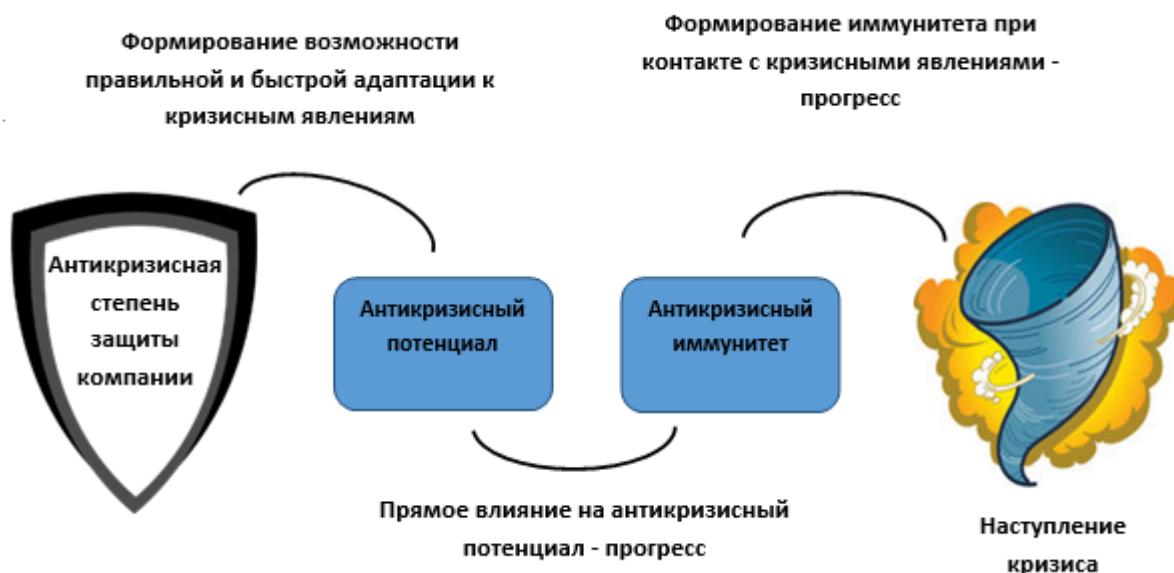 Формирование возможности
правильной и быстрой адаптации к
кризисным явлениям
Формирование иммунитета при
контакте с кризисными явлениями -
прогресс
Антикризисная
степень
защиты
компании
Антикризисный
потенциал
Антикризисный
иммунитет
Прямое влияние на антикризисный
потенциал - прогресс
Наступление
кризиса